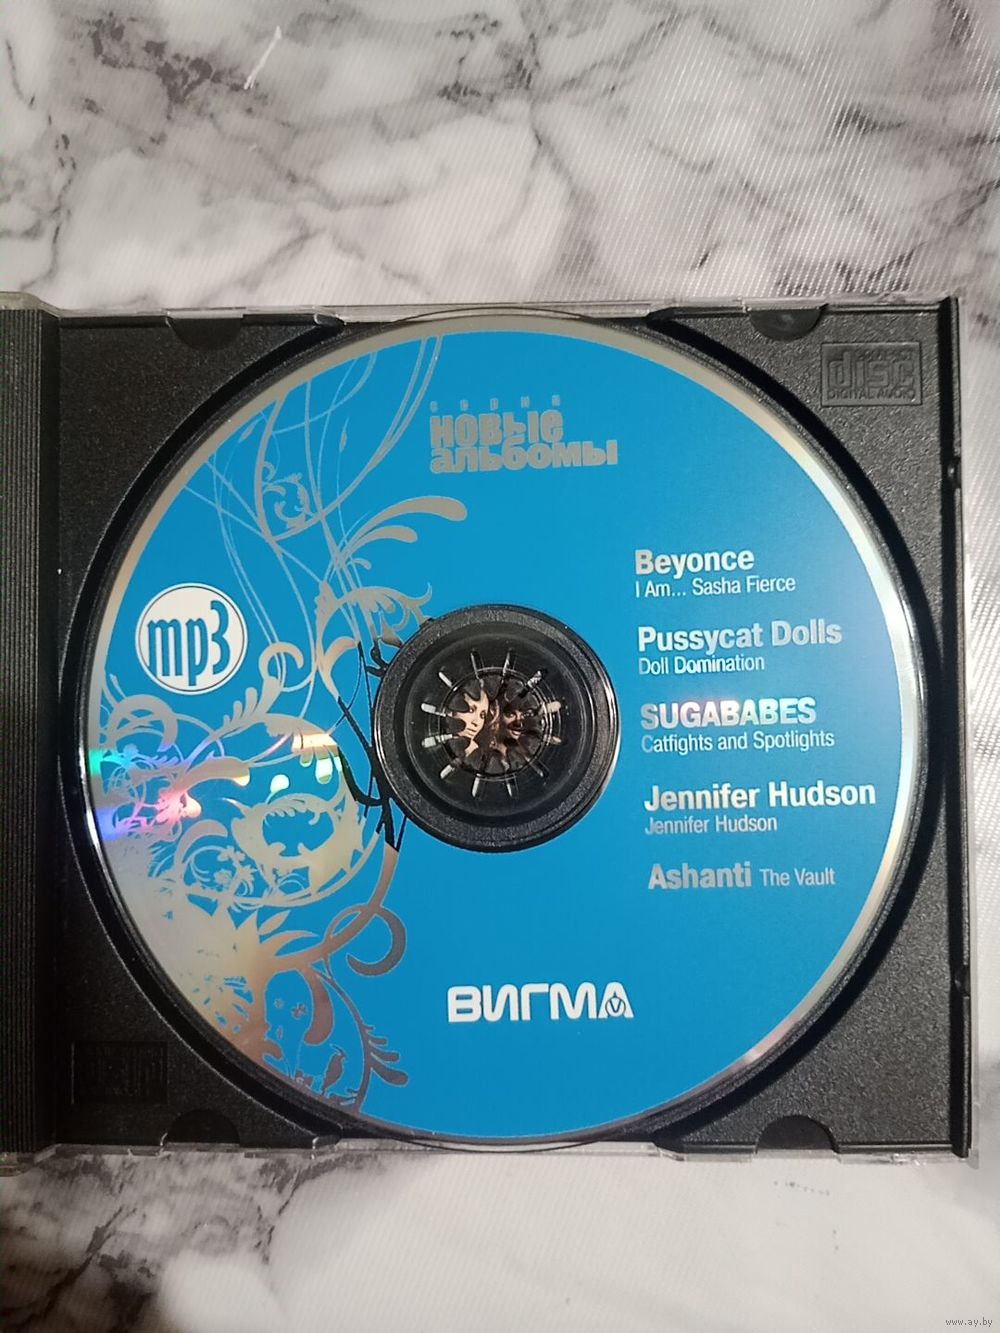 серия
новые
альбомы
disc
DIGITAL AUDIO
mp3
Beyonce
I Am... Sasha Fierce
Pussycat Dolls
Doll Domination
SUGABABES
Catfights and Spotlights
Jennifer Hudson
Jennifer Hudson
Ashanti The Vault
ВИГМА
www.ay.by